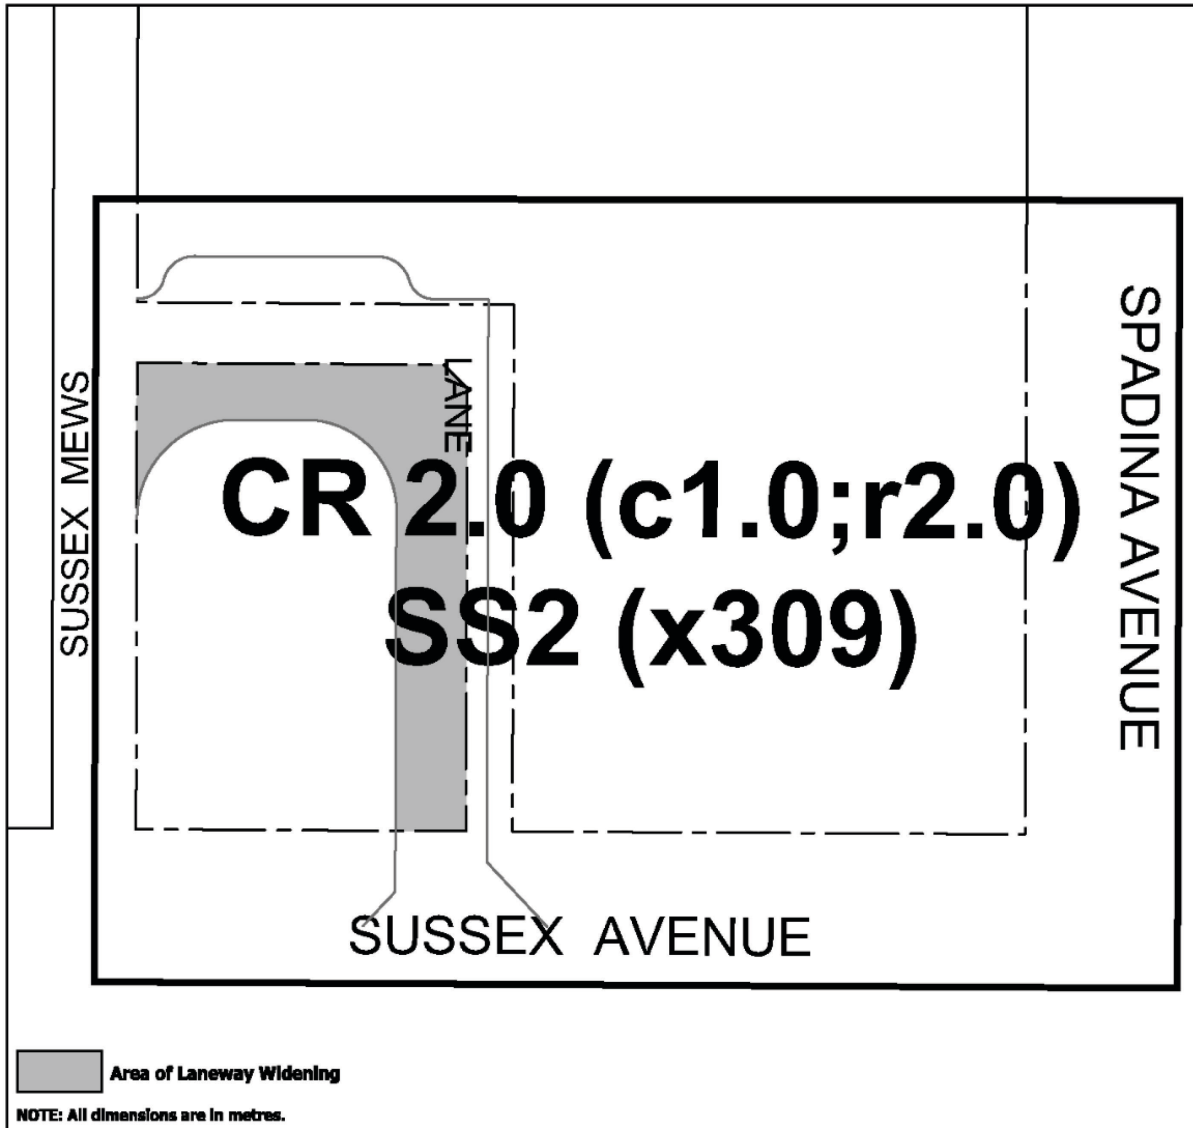 SUSSEX MEWS
LANE
CR 2.0 (c1.0;r2.0)
SS2 (x309)
SPADINA AVENUE
SUSSEX AVENUE
Area of Laneway Widening
NOTE: All dimensions are in metres.